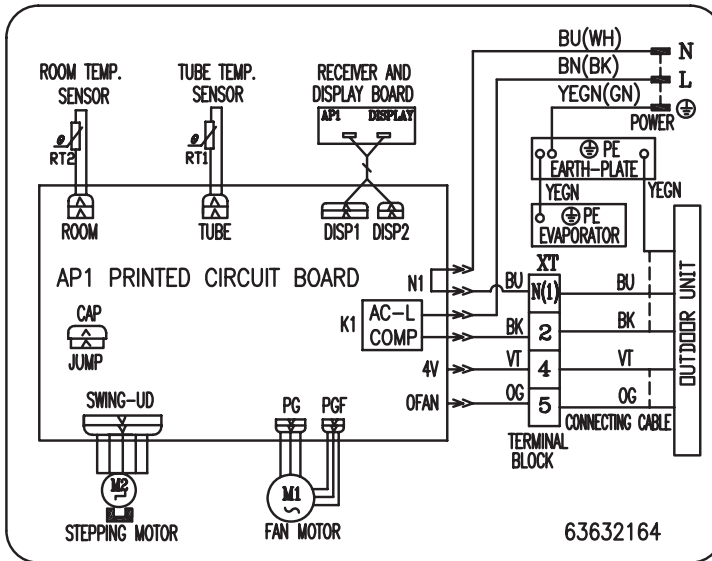 BU(WH)
N
BN(BK)
L
YEGN(GN)
POWER
ROOM TEMP.
SENSOR
TUBE TEMP.
SENSOR
RECEIVER AND
DISPLAY BOARD
AP1 DISPLAY
θ
RT2
θ
RT1
PE
EARTH-PLATE
YEGN
YEGN
PE
EVAPORATOR
ROOM
TUBE
DISP1
DISP2
AP1 PRINTED CIRCUIT BOARD
N1
BU
XT
N(1)
BU
K1
AC-L
COMP
BK
2
BK
4V
VT
4
VT
OFAN
OG
5
OG
CONNECTING CABLE
OUTDOOR UNIT
TERMINAL
BLOCK
CAP
JUMP
SWING-UD
PG
PGF
M2
M1
STEPPING MOTOR
FAN MOTOR
63632164